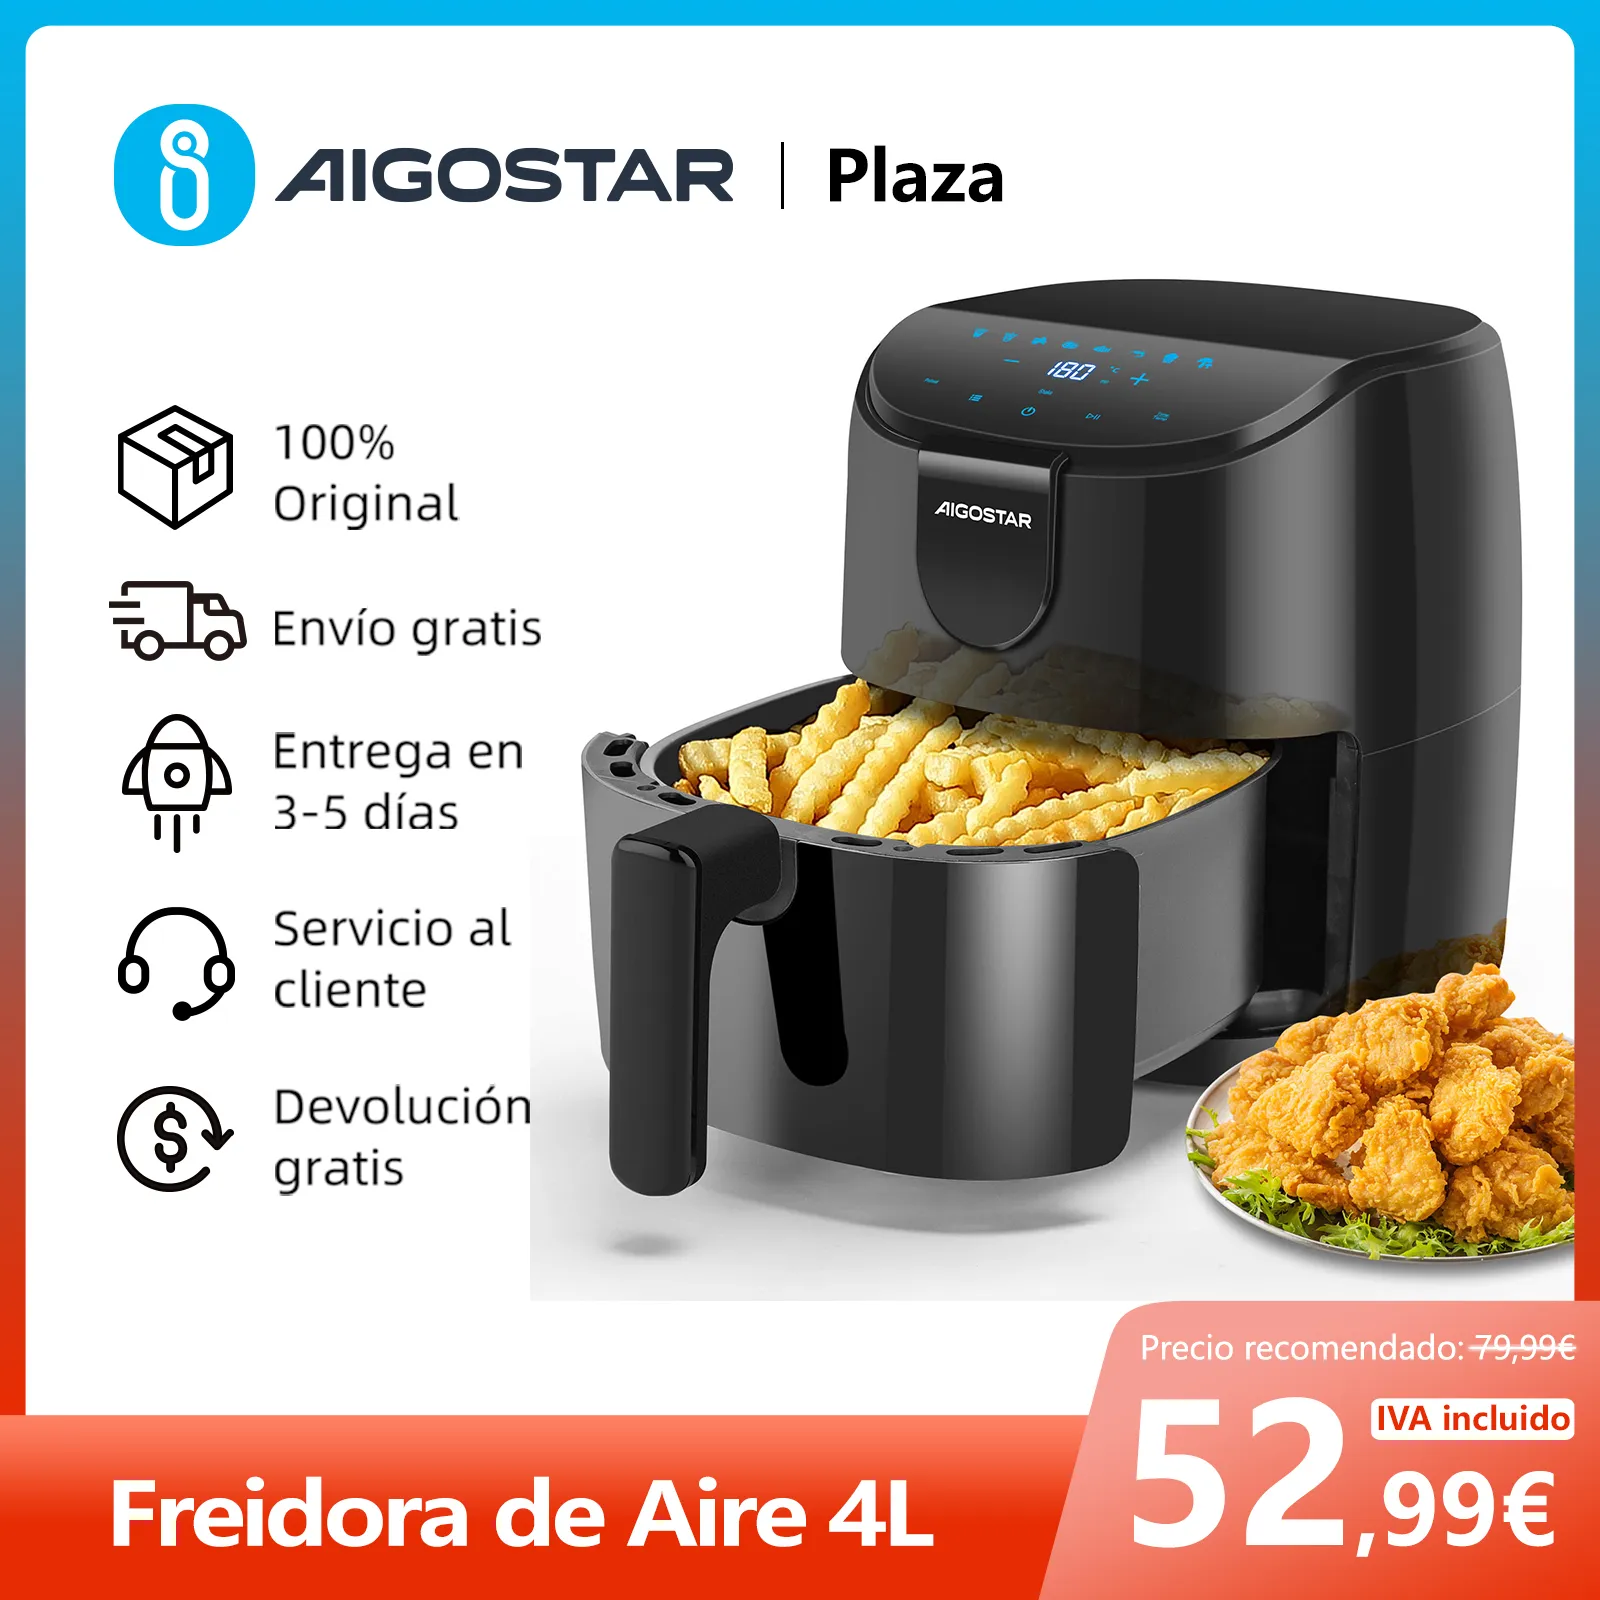 AIGOSTAR | Plaza
180 °C
AIGOSTAR
100%
Original
Envío gratis
Entrega en
3-5 días
Servicio al
cliente
Devolución
gratis
Precio recomendado: 79,99€
IVA incluido
52,99€
Freidora de Aire 4L